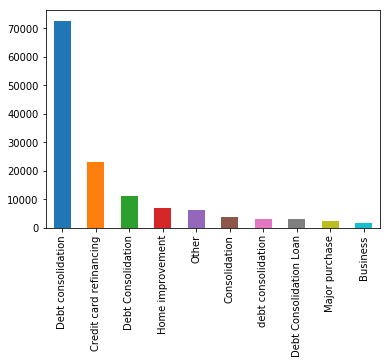 70000
60000
50000
40000
30000
20000
10000
0
Debt consolidation
Credit card refinancing
Debt Consolidation
Home improvement
Other
Consolidation
debt consolidation
Debt Consolidation Loan
Major purchase
Business